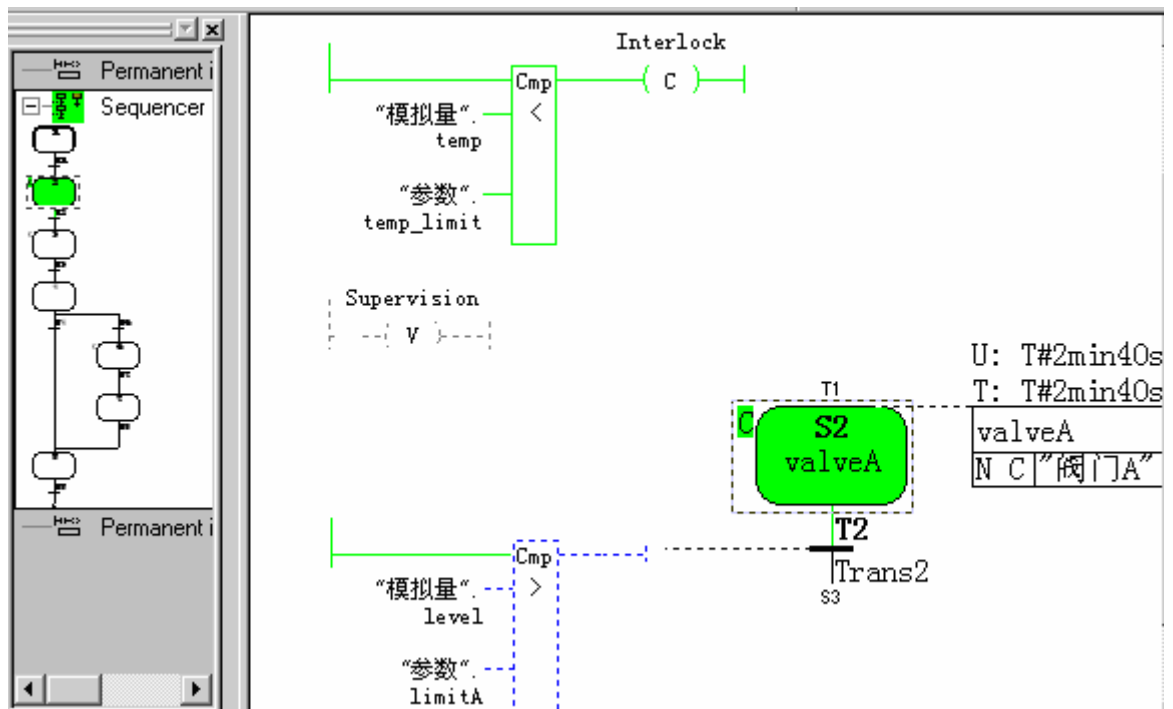 Permanent i
Sequencer
Permanent i
Interlock
Cmp
( C )
<
"模拟量".
temp
"参数".
temp_limit
Supervision
V
U: T#2min40s
T: T#2min40s
T1
C
S2
valveA
valveA
N C "阀门A"
T2
Trans2
S3
Cmp
>
"模拟量".
level
"参数".
limitA